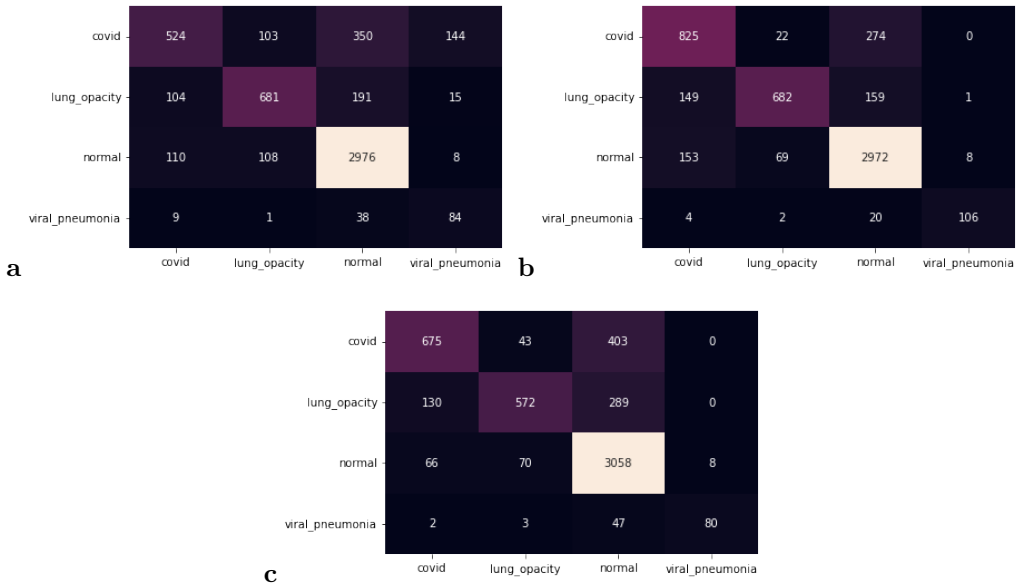 covid 524 103 350 144
lung_opacity 104 681 191 15
normal 110 108 2976 8
viral_pneumonia 9 1 38 84
covid lung_opacity normal viral_pneumonia
a
covid 825 22 274 0
lung_opacity 149 682 159 1
normal 153 69 2972 8
viral_pneumonia 4 2 20 106
covid lung_opacity normal viral_pneumonia
b
covid 675 43 403 0
lung_opacity 130 572 289 0
normal 66 70 3058 8
viral_pneumonia 2 3 47 80
covid lung_opacity normal viral_pneumonia
c